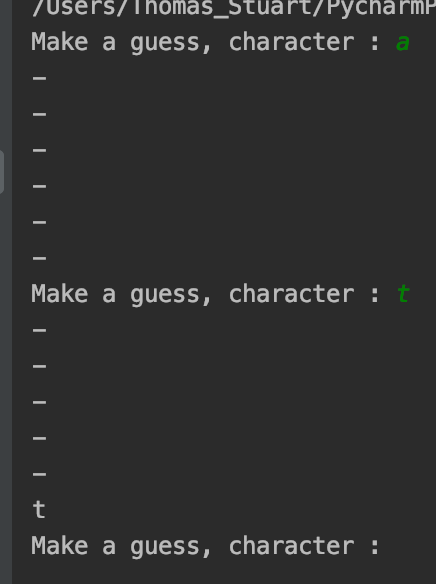 /Users/Thomas_Stuart/PycharmP
Make a guess, character : a
_
_
_
_
_
_
Make a guess, character : t
_
_
_
_
_
t
Make a guess, character :